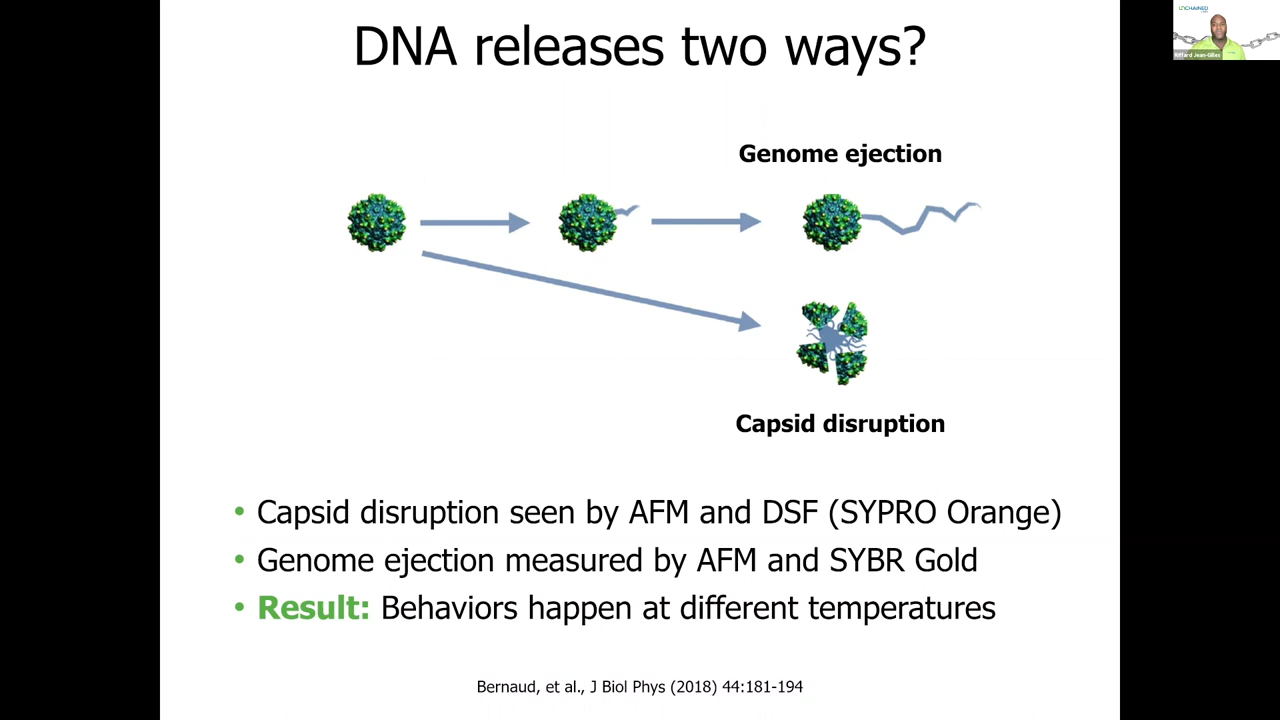 DNA releases two ways?
UNCHAINED
Genome ejection
Capsid disruption
• Capsid disruption seen by AFM and DSF (SYPRO Orange)
• Genome ejection measured by AFM and SYBR Gold
• Result: Behaviors happen at different temperatures
Bernaud, et al., J Biol Phys (2018) 44:181-194